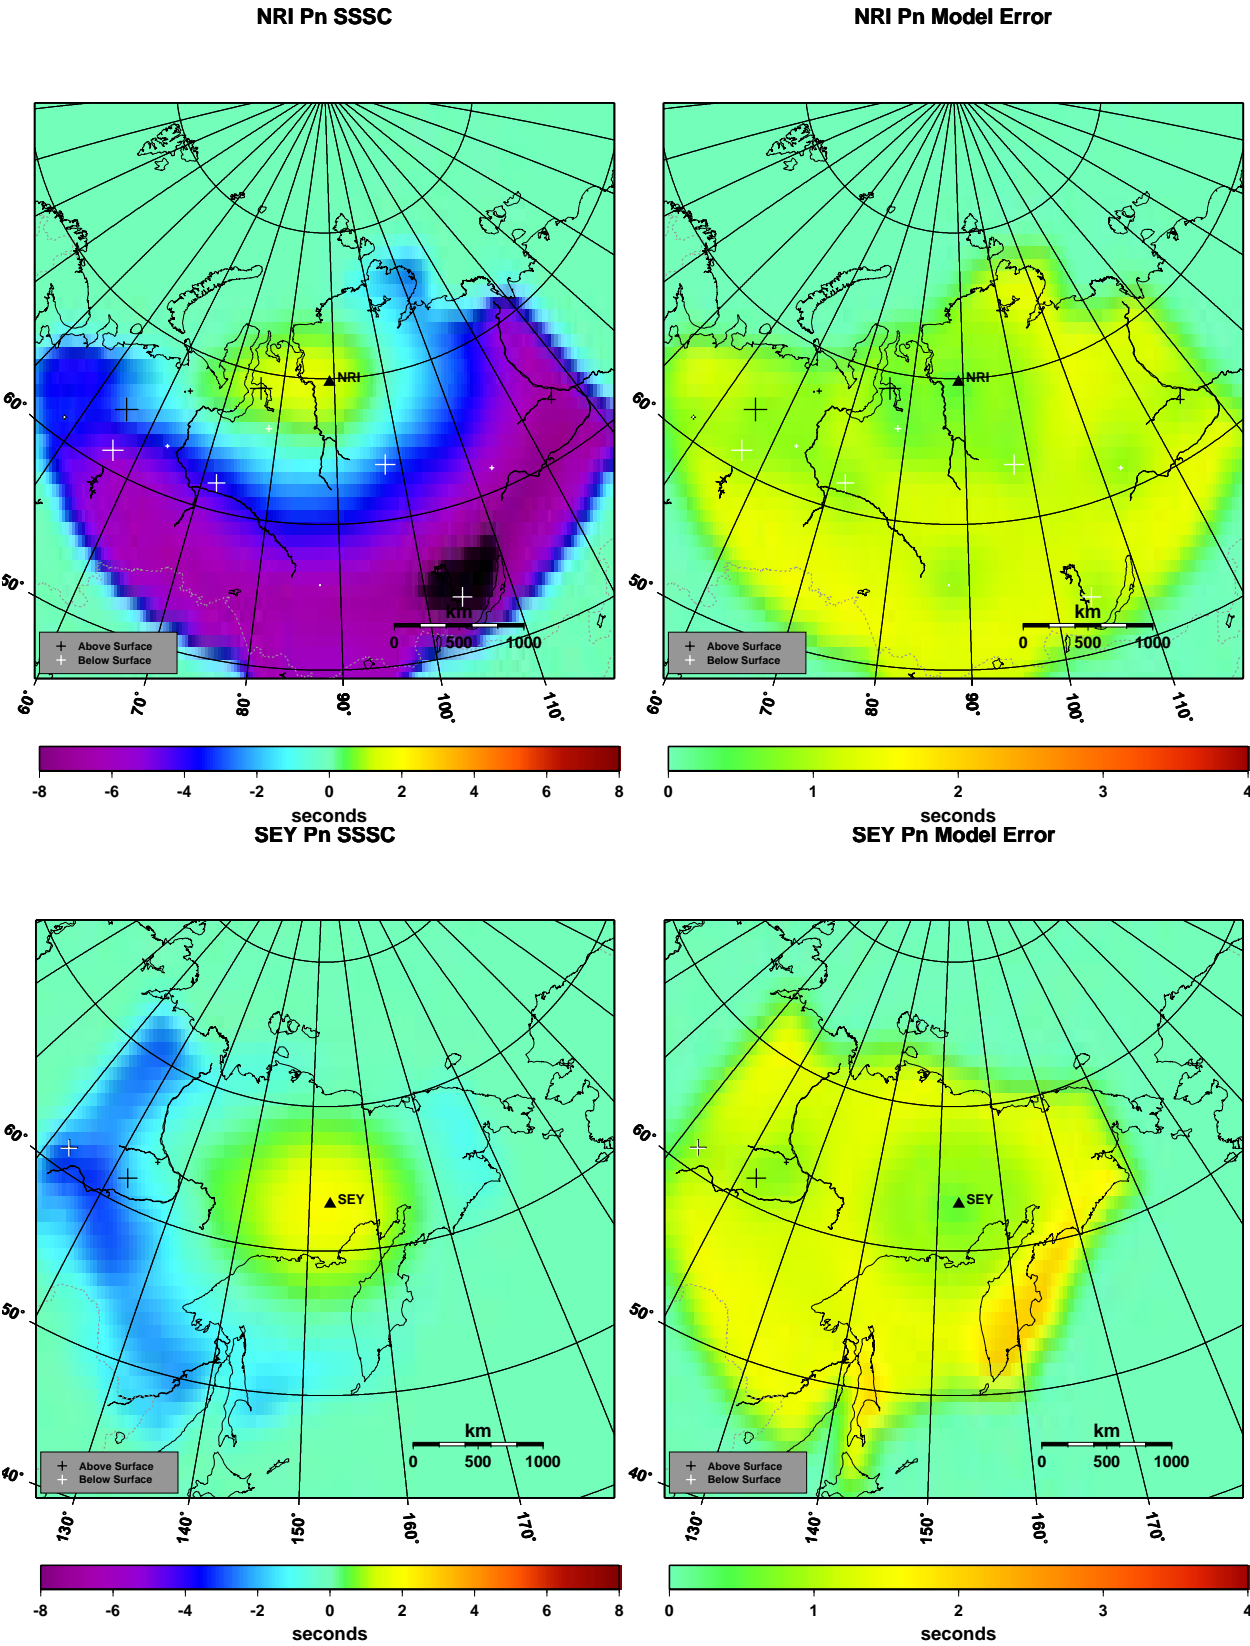 NRI Pn SSSC
NRI Pn Model Error
NRI
NRI
60°
50°
60°
50°
km
0 500 1000
km
0 500 1000
Above Surface
Below Surface
Above Surface
Below Surface
60° 70° 80° 90° 100° 110°
60° 70° 80° 90° 100° 110°
-8 -6 -4 -2 0 2 4 6 8
seconds
0 1 2 3 4
seconds
SEY Pn SSSC
SEY Pn Model Error
60°
60°
SEY
SEY
50°
50°
km
0 500 1000
km
0 500 1000
40°
40°
Above Surface
Below Surface
Above Surface
Below Surface
130° 140° 150° 160° 170°
130° 140° 150° 160° 170°
-8 -6 -4 -2 0 2 4 6 8
seconds
0 1 2 3 4
seconds